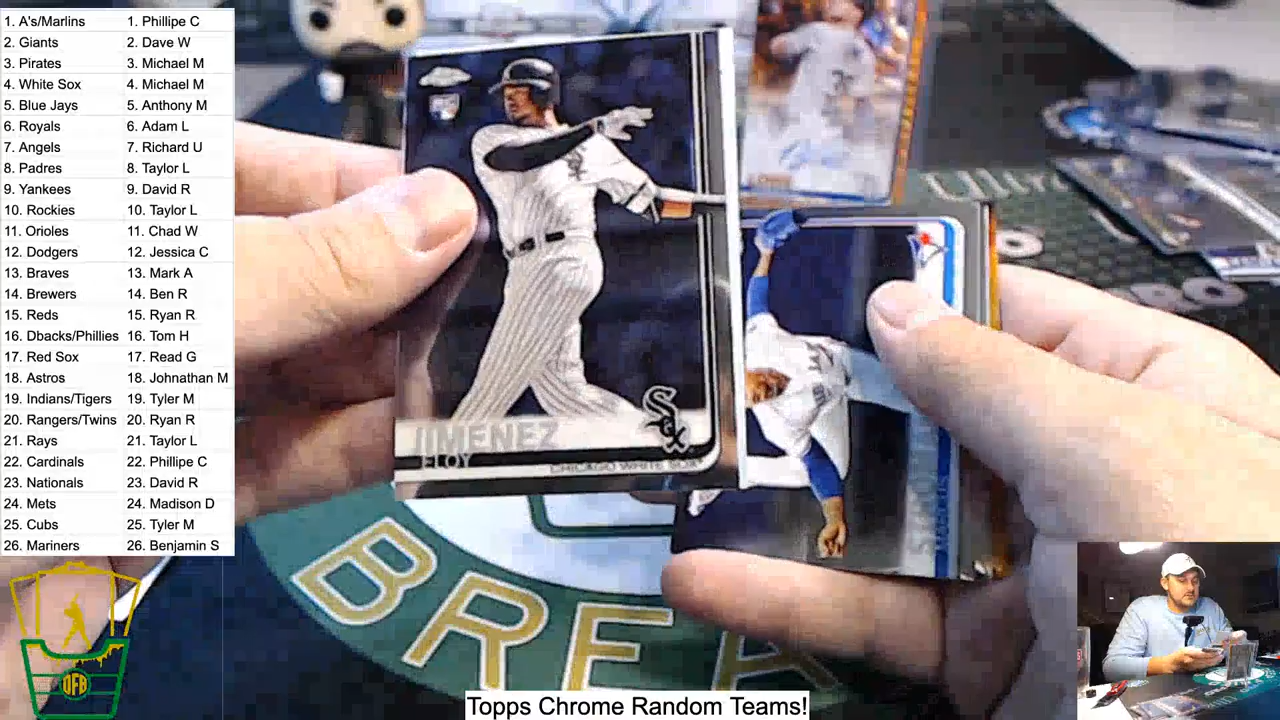 1. A's/Marlins 1. Phillipe C
2. Giants 2. Dave W
3. Pirates 3. Michael M
4. White Sox 4. Michael M
5. Blue Jays 5. Anthony M
6. Royals 6. Adam L
7. Angels 7. Richard U
8. Padres 8. Taylor L
9. Yankees 9. David R
10. Rockies 10. Taylor L
11. Orioles 11. Chad W
12. Dodgers 12. Jessica C
13. Braves 13. Mark A
14. Brewers 14. Ben R
15. Reds 15. Ryan R
16. Dbacks/Phillies 16. Tom H
17. Red Sox 17. Read G
18. Astros 18. Johnathan M
19. Indians/Tigers 19. Tyler M
20. Rangers/Twins 20. Ryan R
21. Rays 21. Taylor L
22. Cardinals 22. Phillipe C
23. Nationals 23. David R
24. Mets 24. Madison D
25. Cubs 25. Tyler M
26. Mariners 26. Benjamin S
JIMENEZ
ELOY
CHICAGO WHITE SOX
Sox
BREA
OFB
Topps Chrome Random Teams!